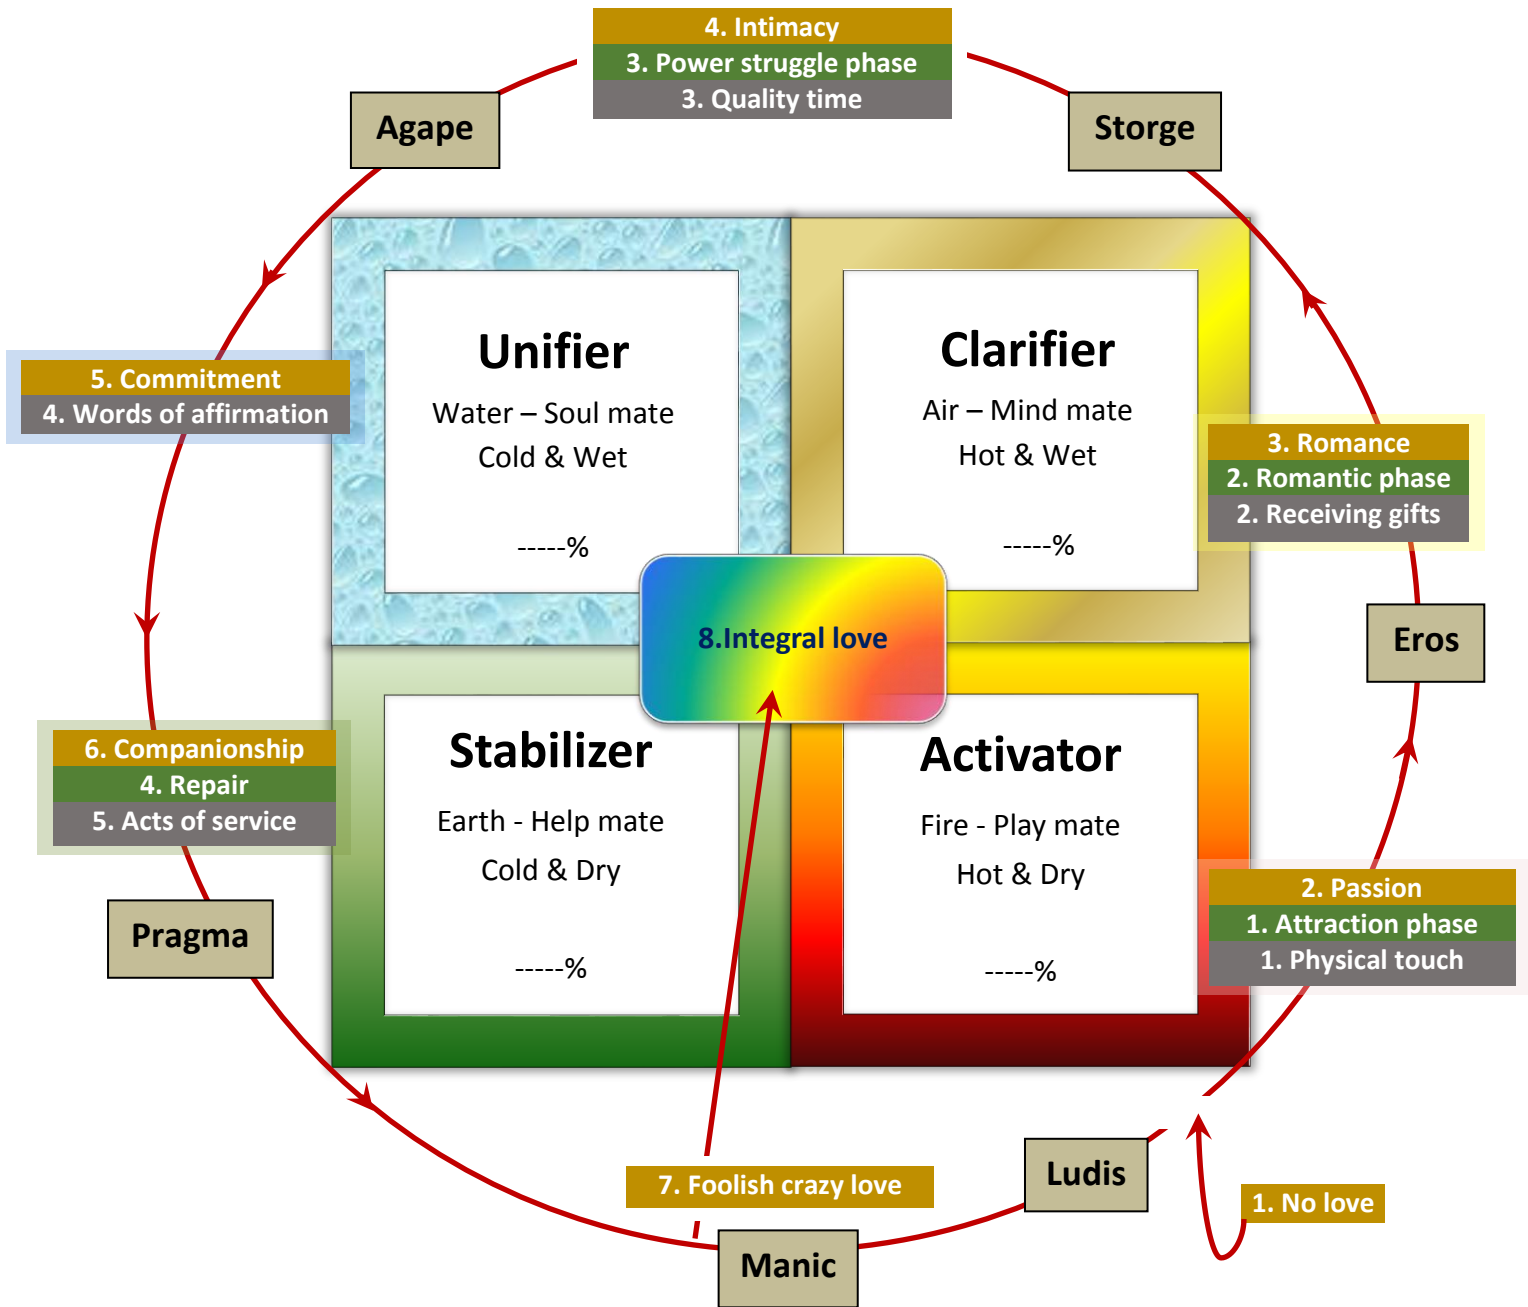 4. Intimacy
3. Power struggle phase
3. Quality time
Agape
Storge
Unifier
Water – Soul mate
Cold & Wet
-----%
Clarifier
Air – Mind mate
Hot & Wet
-----%
5. Commitment
4. Words of affirmation
3. Romance
2. Romantic phase
2. Receiving gifts
8.Integral love
Eros
6. Companionship
4. Repair
5. Acts of service
Stabilizer
Earth - Help mate
Cold & Dry
-----%
Activator
Fire - Play mate
Hot & Dry
-----%
2. Passion
1. Attraction phase
1. Physical touch
Pragma
7. Foolish crazy love
Ludis
1. No love
Manic